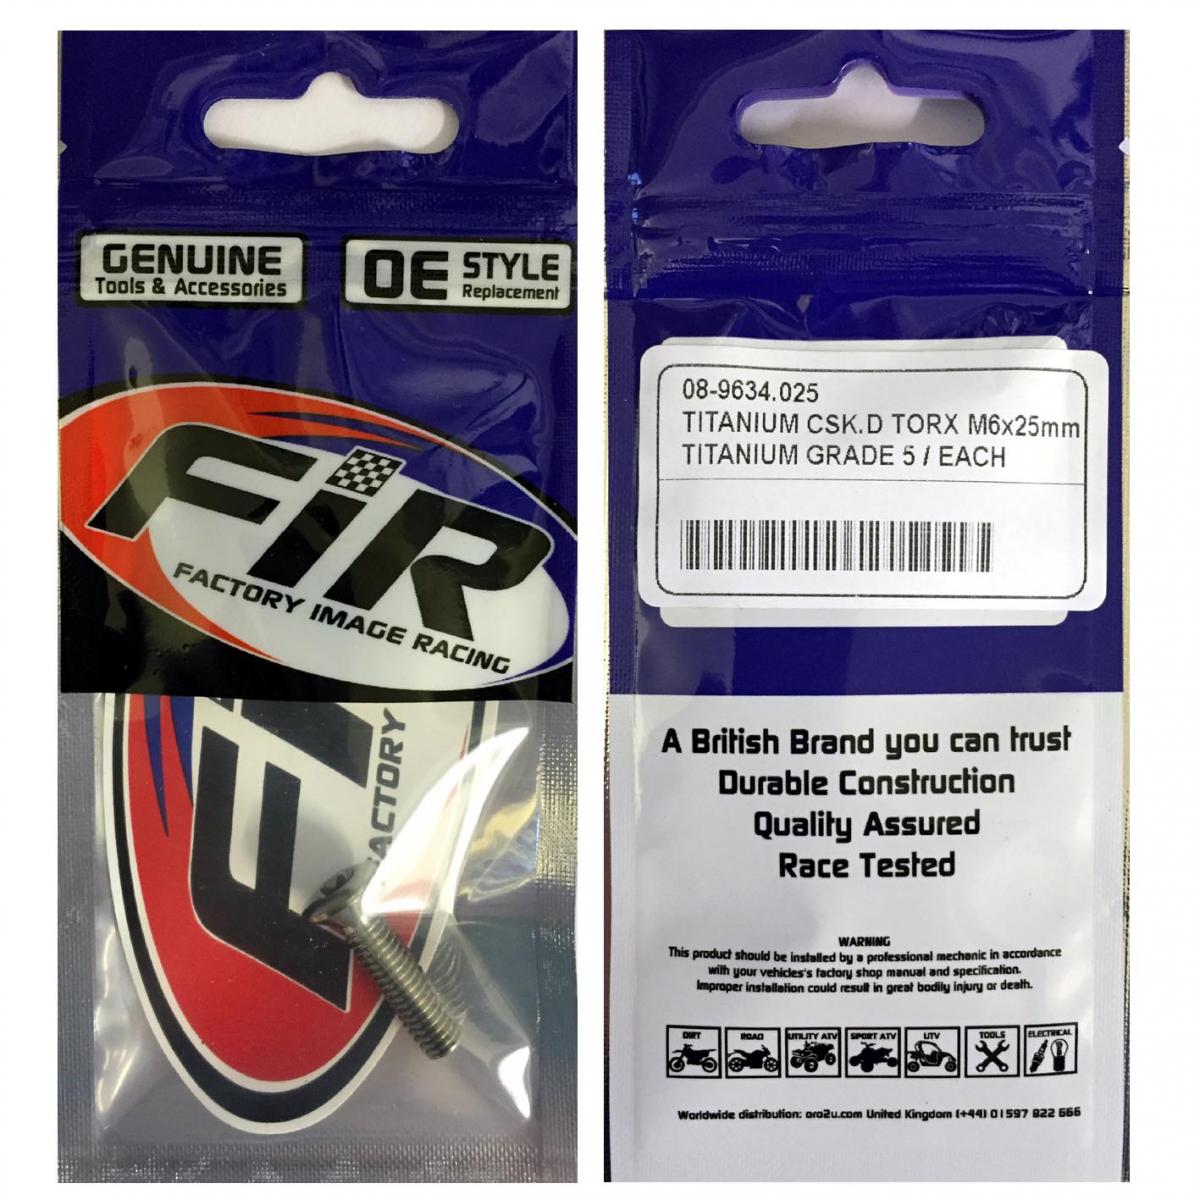 GENUINE
Tools & Accessories
OE STYLE
Replacement
FiR
FACTORY IMAGE RACING
Fi
FACTORY
08-9634.025
TITANIUM CSK.D TORX M6x25mm
TITANIUM GRADE 5 / EACH
A British Brand you can trust
Durable Construction
Quality Assured
Race Tested
WARNING
This product should be installed by a professional mechanic in accordance
with your vehicles's factory shop manual and specification.
Improper installation could result in great bodily injury or death.
DIRT ROAD UTILITY ATV SPORT ATV UTV TOOLS ELECTRICAL
Worldwide distribution: oro2u.com United Kingdom (+44) 01597 822 666